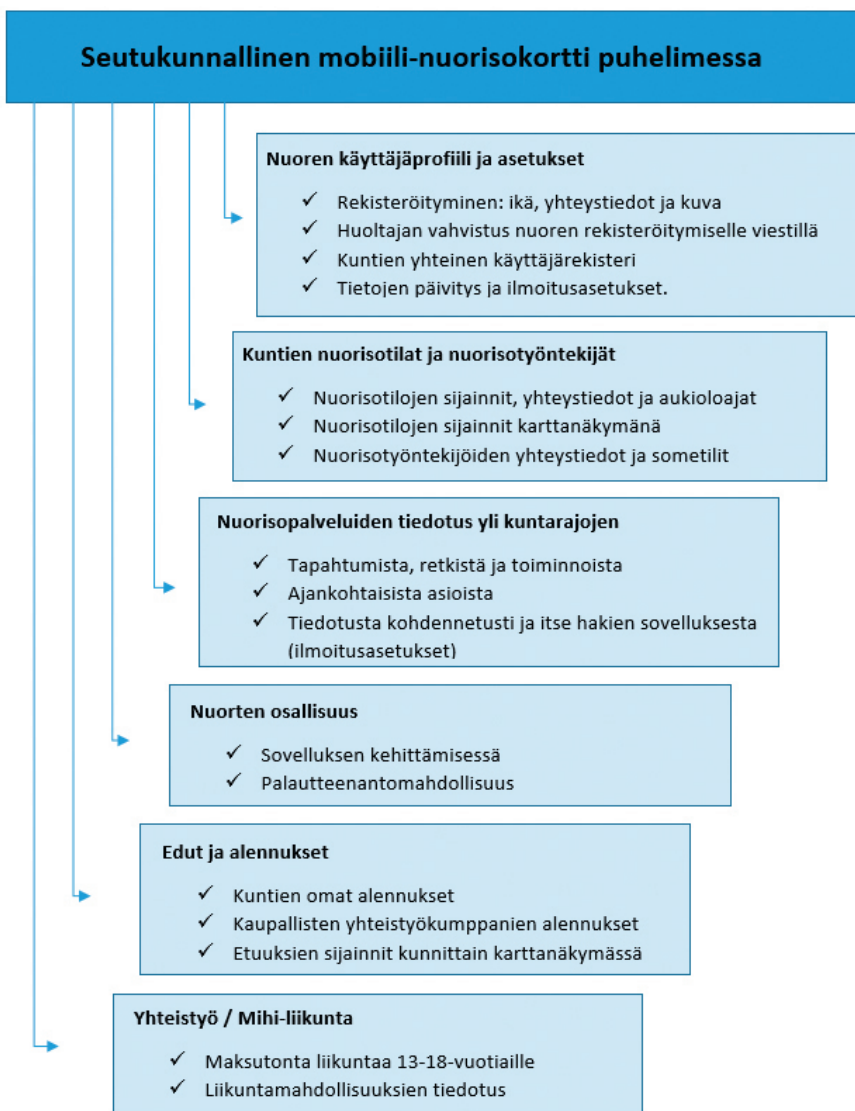 Seutukunnallinen mobiili-nuorisokortti puhelimessa
Nuoren käyttäjäprofiili ja asetukset
✓ Rekisteröityminen: ikä, yhteystiedot ja kuva
✓ Huoltajan vahvistus nuoren rekisteröitymiselle viestillä
✓ Kuntien yhteinen käyttäjärekisteri
✓ Tietojen päivitys ja ilmoitusasetukset.
Kuntien nuorisotilat ja nuorisotyöntekijät
✓ Nuorisotilojen sijainnit, yhteystiedot ja aukioloajat
✓ Nuorisotilojen sijainnit karttanäkymänä
✓ Nuorisotyöntekijöiden yhteystiedot ja sometilit
Nuorisopalveluiden tiedotus yli kuntarajojen
✓ Tapahtumista, retkistä ja toiminnoista
✓ Ajankohtaisista asioista
✓ Tiedotusta kohdennetusti ja itse hakien sovelluksesta
(ilmoitusasetukset)
Nuorten osallisuus
✓ Sovelluksen kehittämisessä
✓ Palautteenantomahdollisuus
Edut ja alennukset
✓ Kuntien omat alennukset
✓ Kaupallisten yhteistyökumppanien alennukset
✓ Etuuksien sijainnit kunnittain karttanäkymässä
Yhteistyö / Mihi-liikunta
✓ Maksutonta liikuntaa 13-18-vuotiaille
✓ Liikuntamahdollisuuksien tiedotus